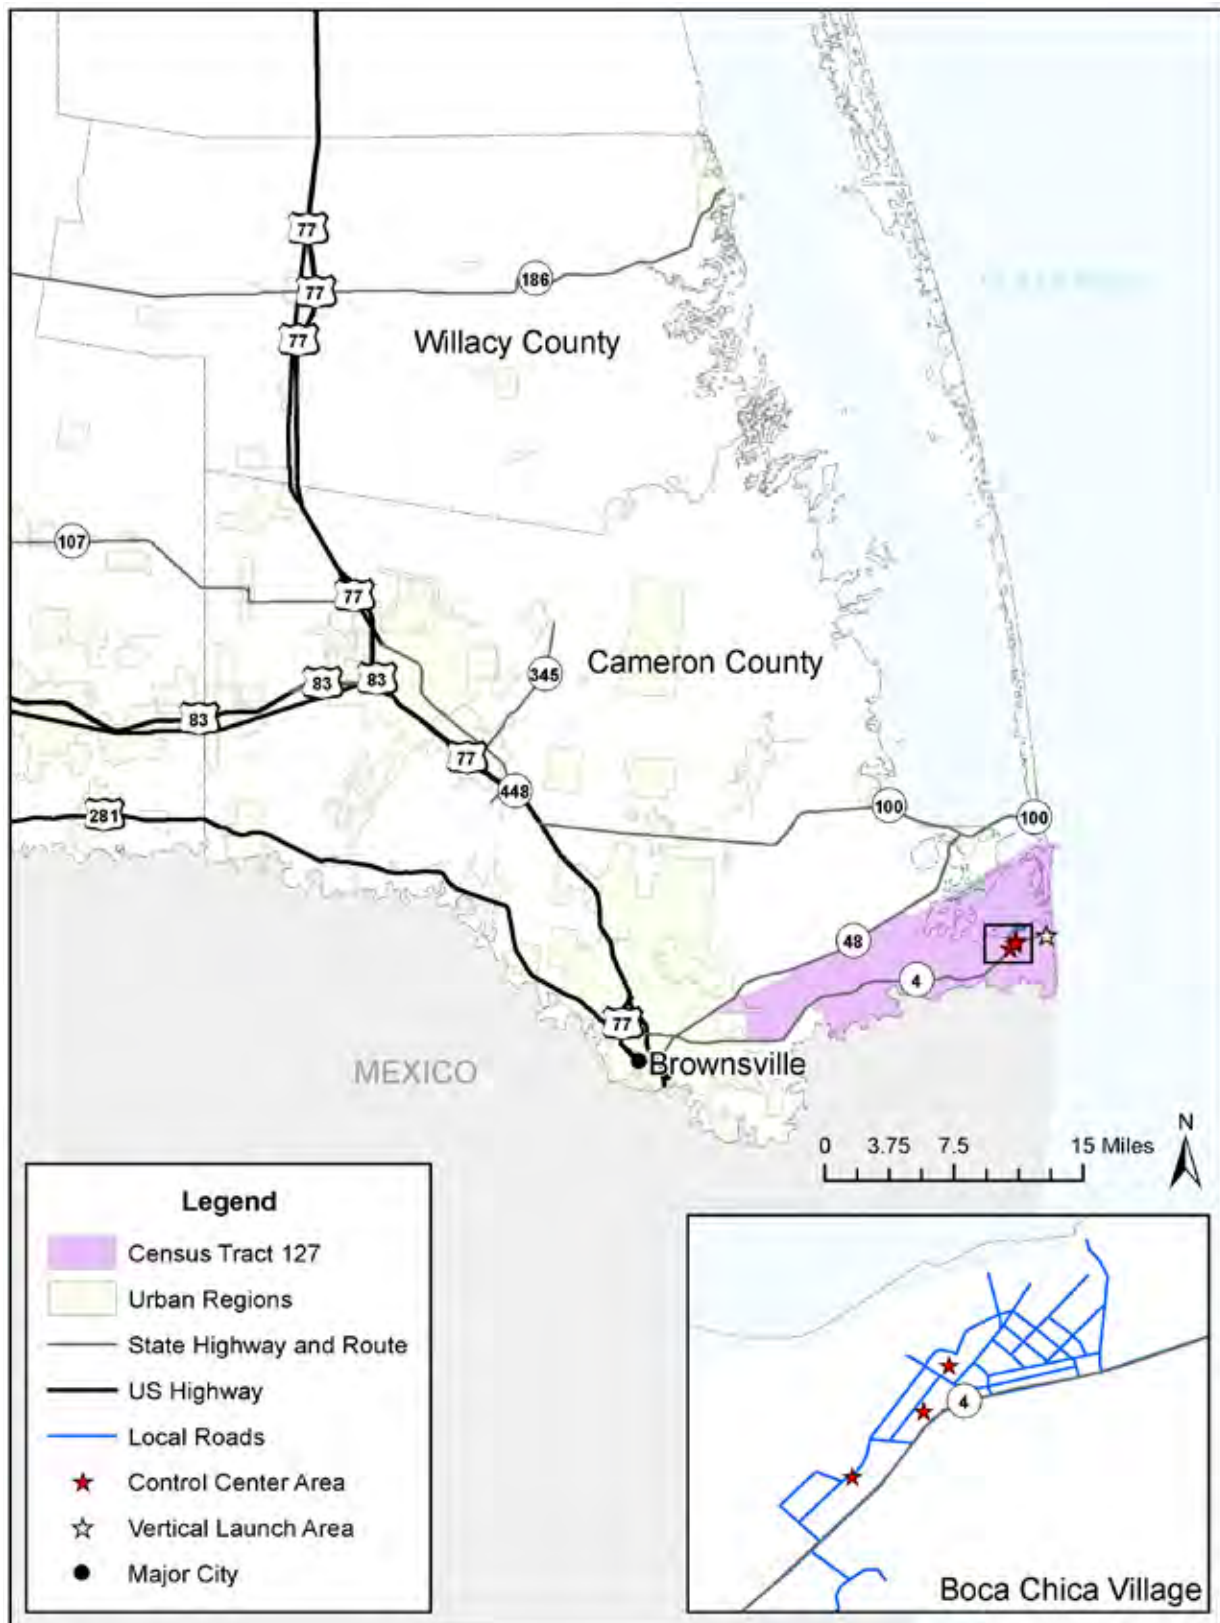 77
77
186
77
Willacy County
107
77
Cameron County
345
83
83
83
77
448
281
100
100
48
4
77
Brownsville
MEXICO
N
0 3.75 7.5 15 Miles
Legend
Census Tract 127
Urban Regions
State Highway and Route
US Highway
Local Roads
Control Center Area
Vertical Launch Area
Major City
4
Boca Chica Village